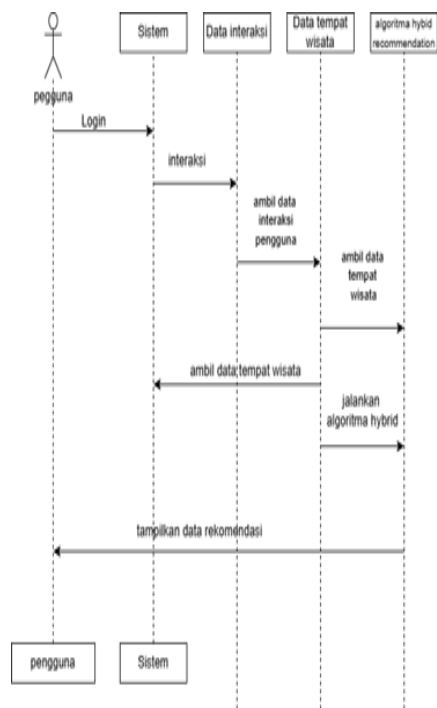 Sistem
Data interaksi
Data tempat
wisata
algoritma hybid
recommendation
pegguna
Login
interaksi
ambil data
interaksi
pengguna
ambil data
tempat
wisata
ambil data tempat wisata
jalankan
algoritma hybrid
tampilkan data rekomendasi
pengguna
Sistem